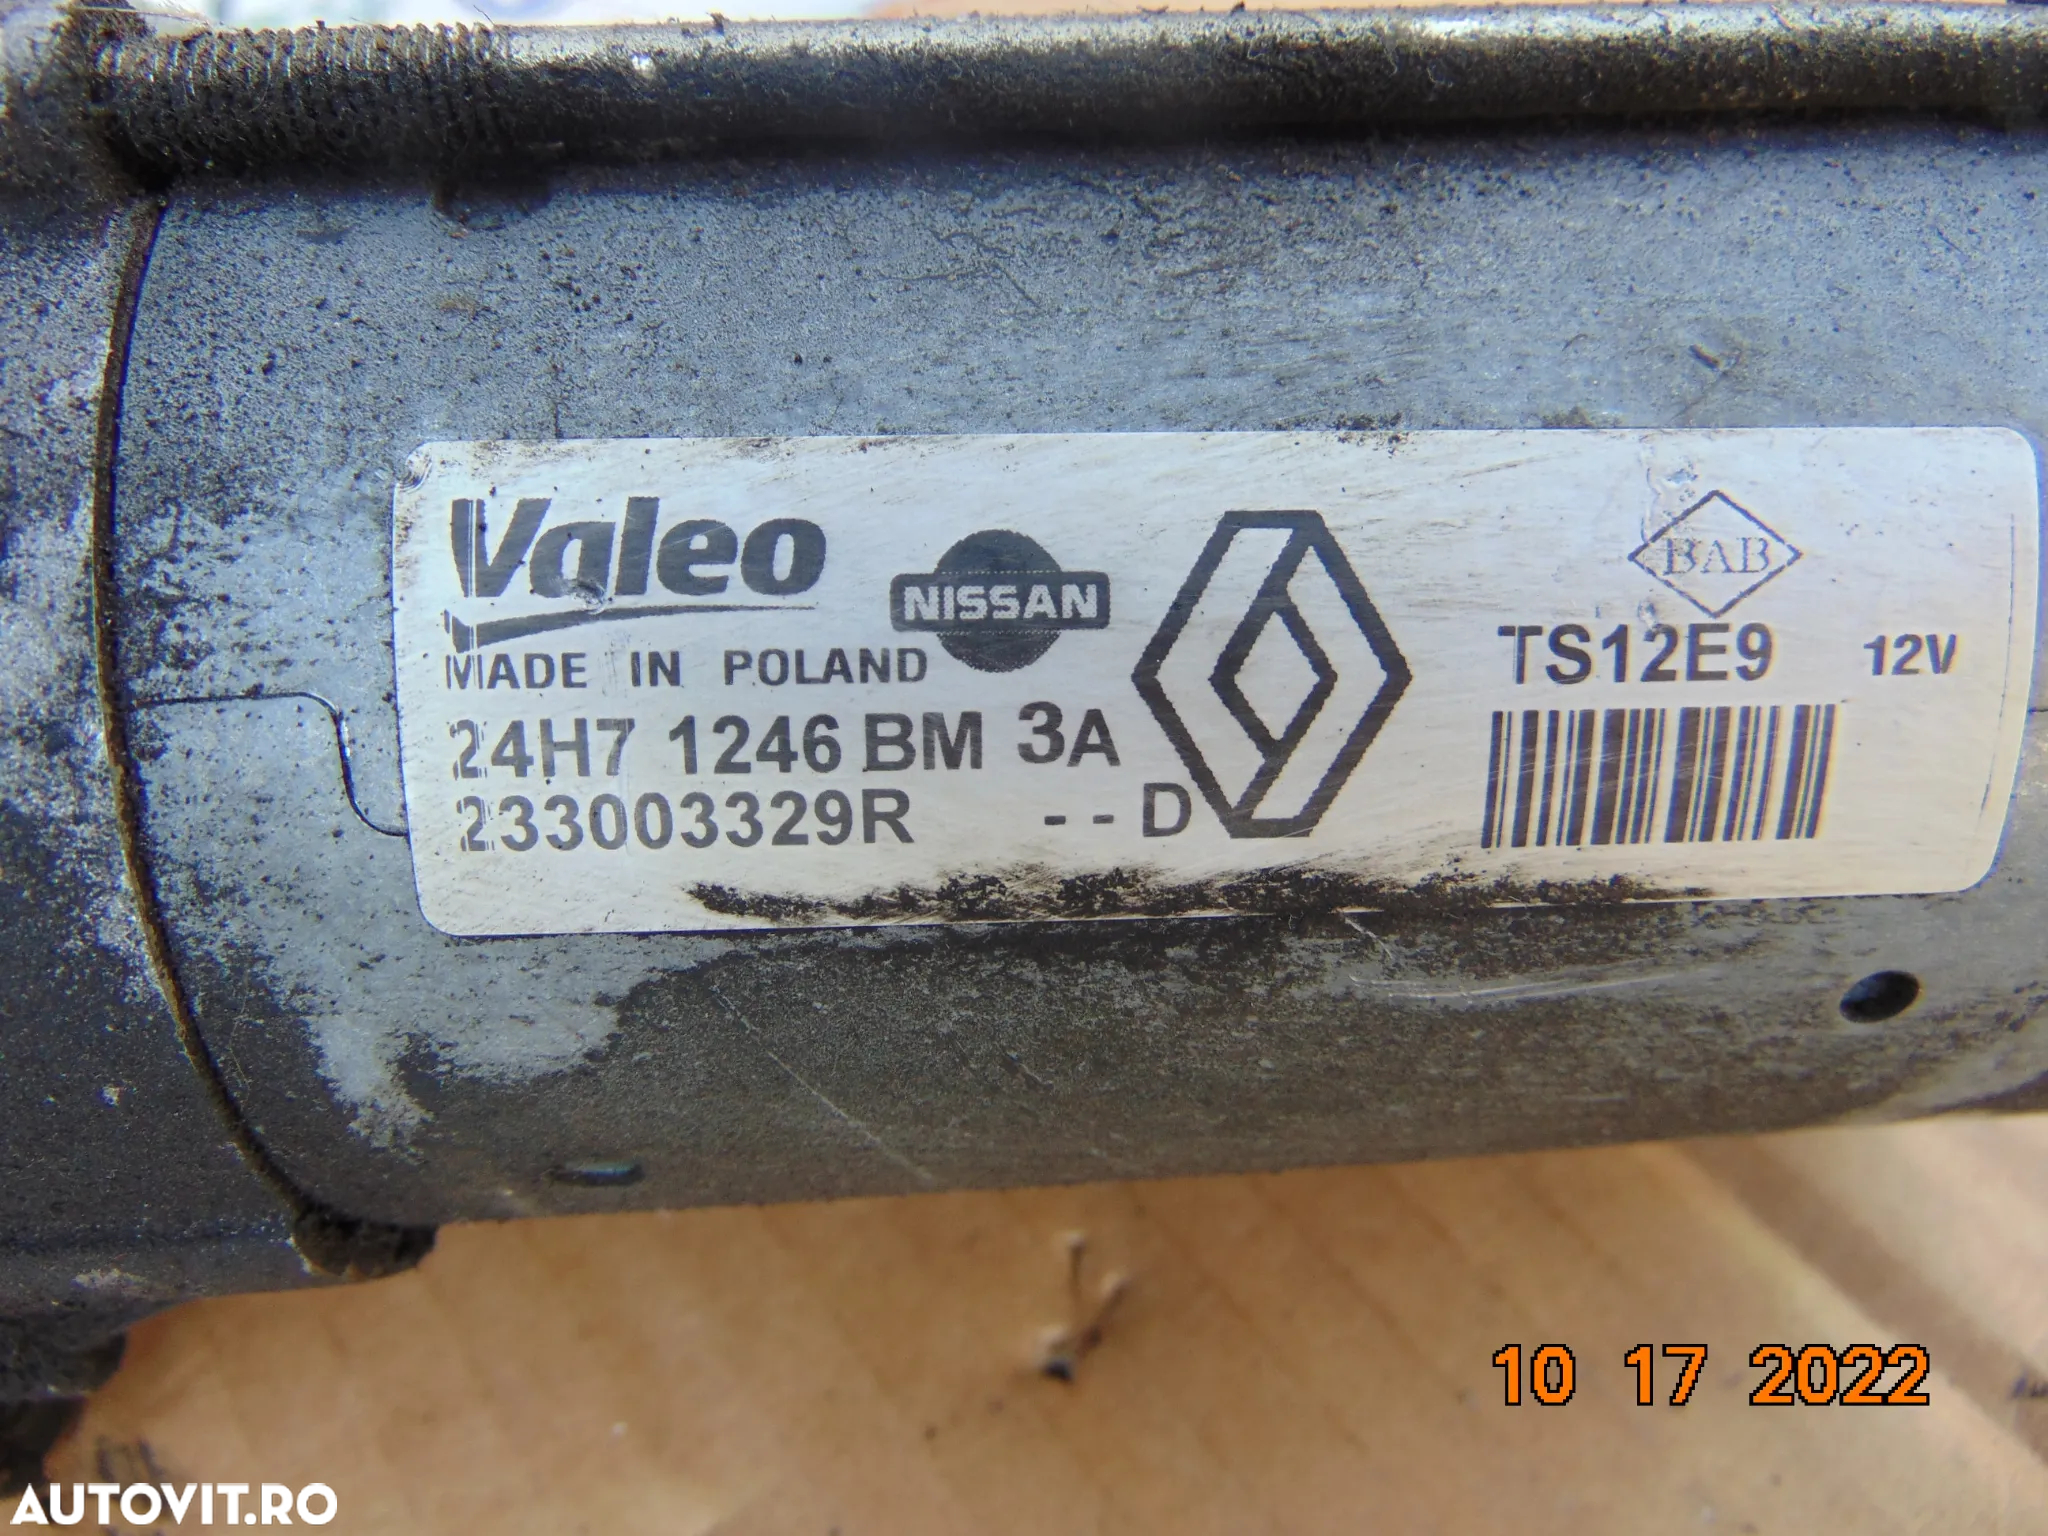 Valeo
NISSAN
BAB
MADE IN POLAND
TS12E9 12V
24H7 1246 BM 3A
233003329R --D
10 17 2022
AUTOVIT.RO